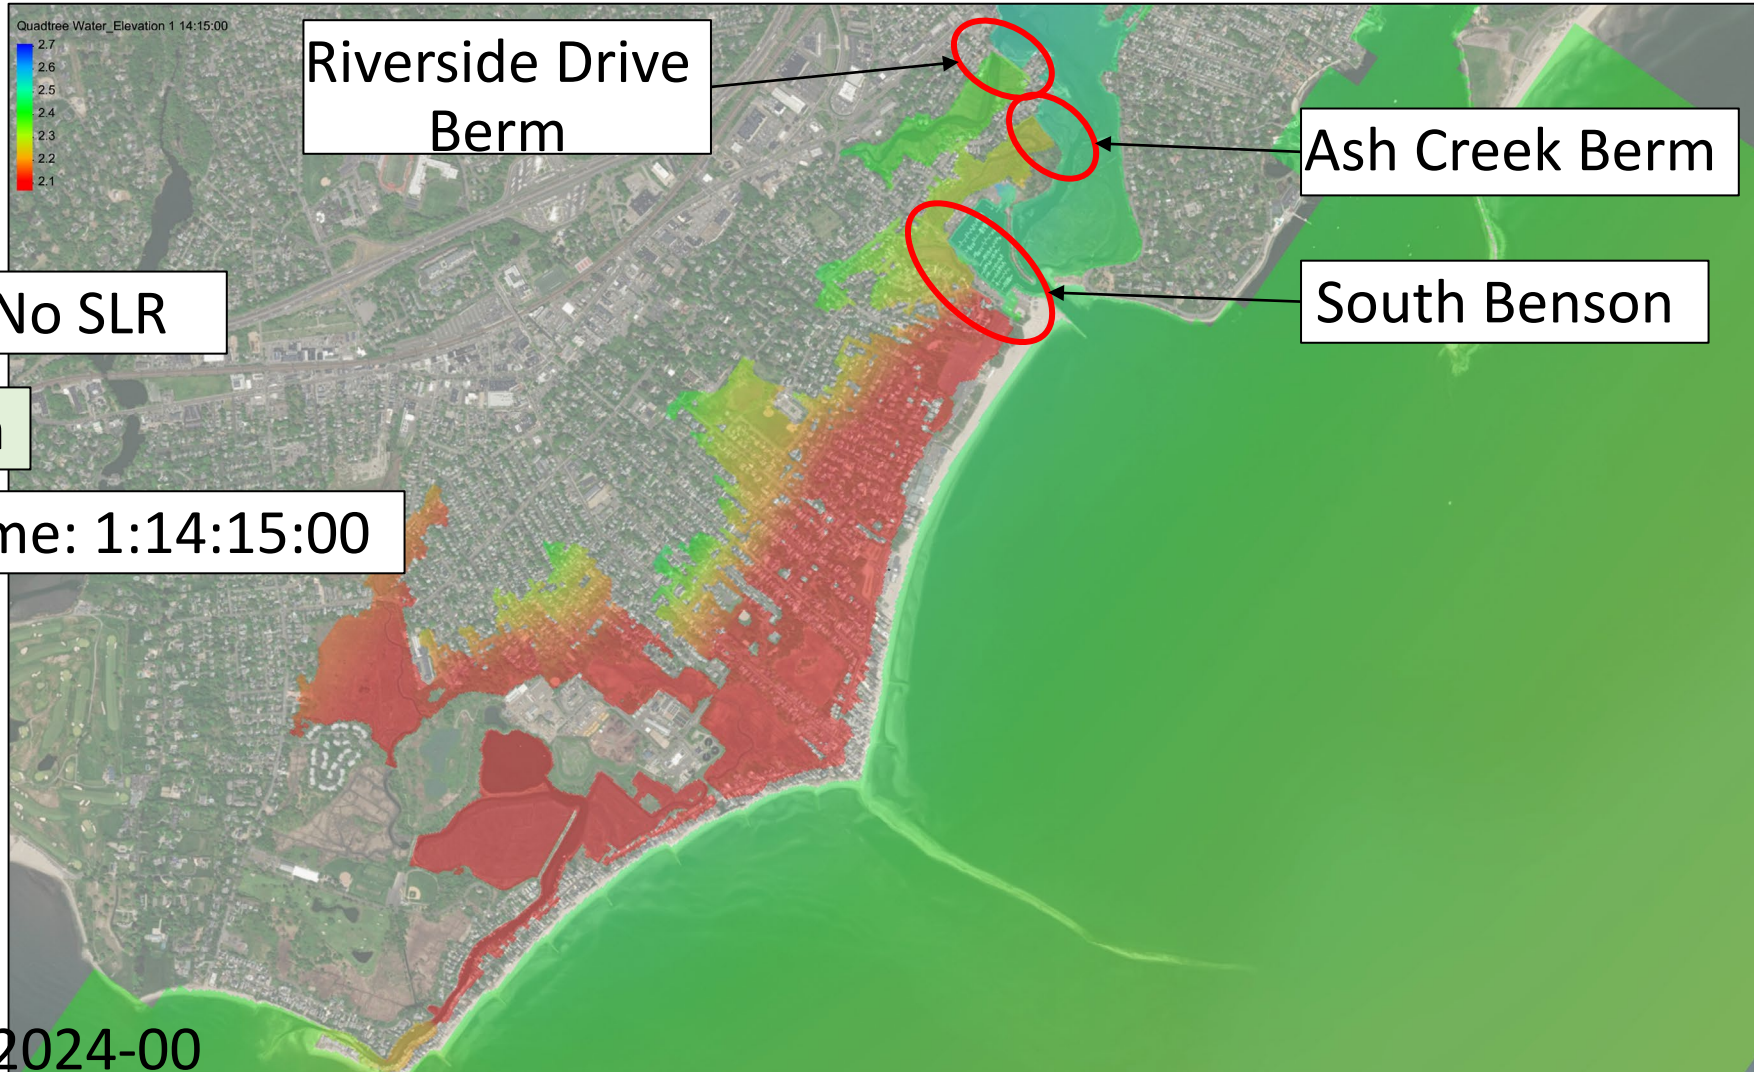 Quadtree Water_Elevation 1 14:15:00
2.7
2.6
2.5
2.4
2.3
2.2
2.1
Riverside Drive
Berm
Ash Creek Berm
No SLR
South Benson
me: 1:14:15:00
2024-00